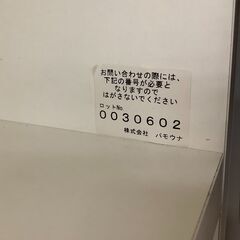 お問い合わせの際には、
下記の番号が必要と
なりますので
はがさないでください
ロットNo.
0030602
株式会社 パモウナ